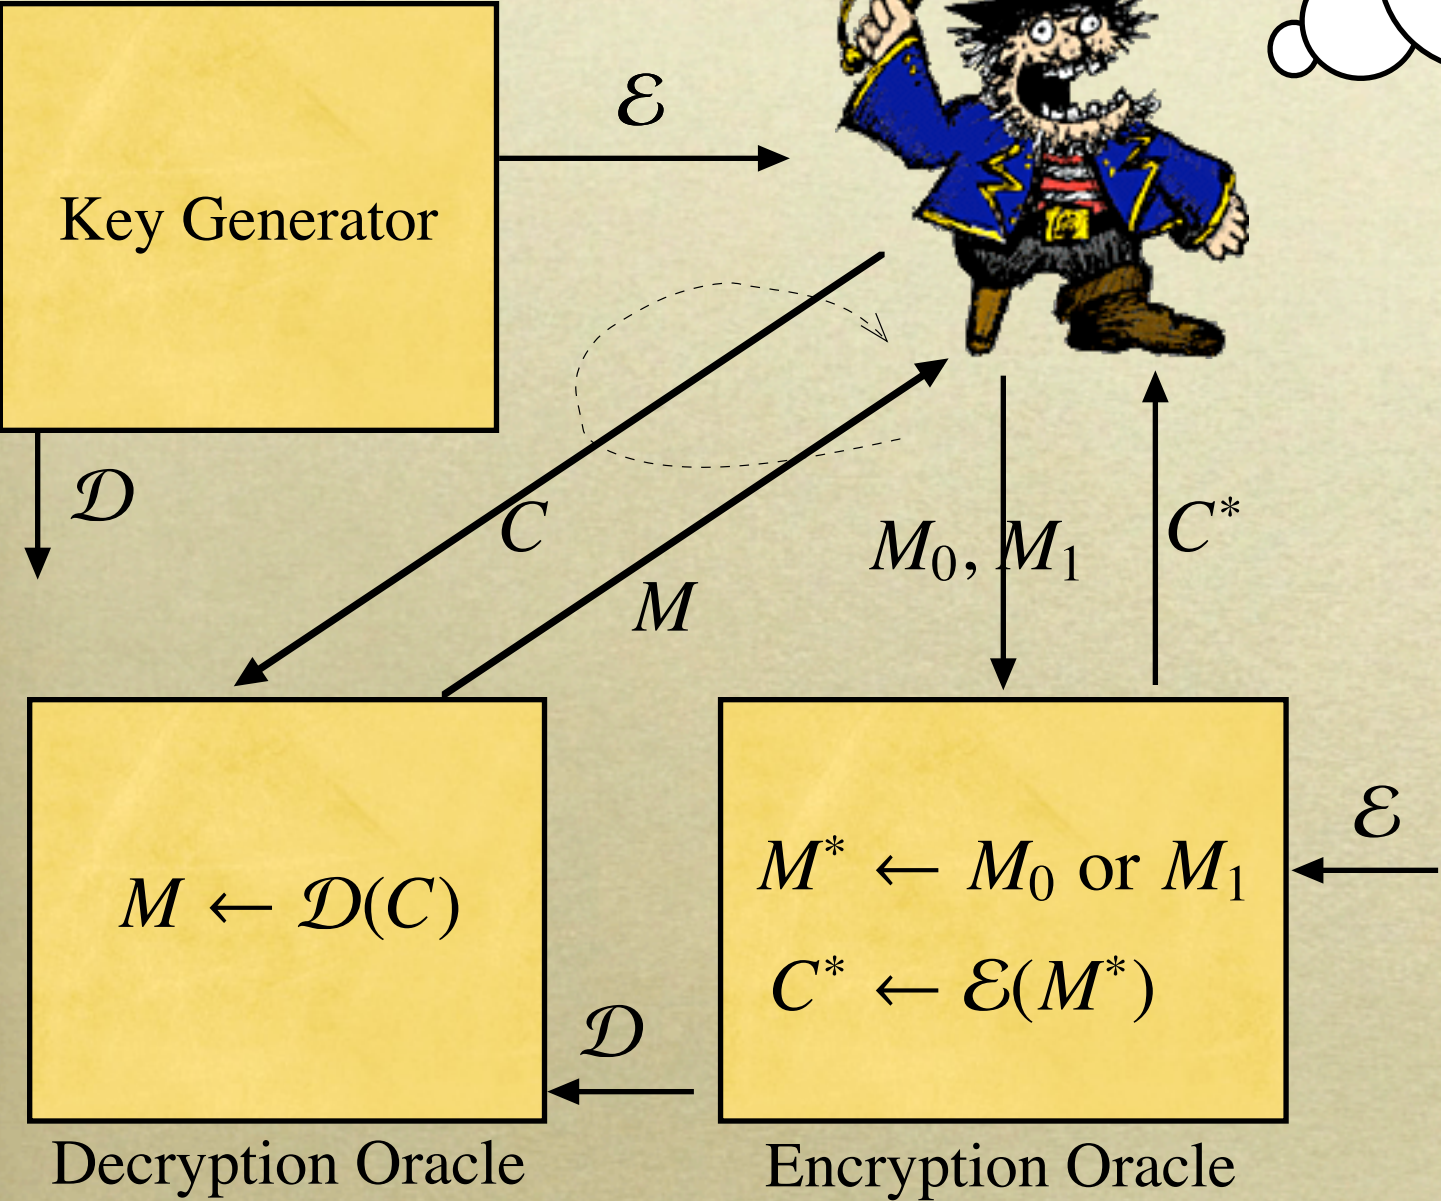 ℰ
Key Generator
𝒟
C
M₀, M₁
C*
M
ℰ
M* ← M₀ or M₁
M ← 𝒟(C)
C* ← ℰ(M*)
𝒟
Decryption Oracle
Encryption Oracle